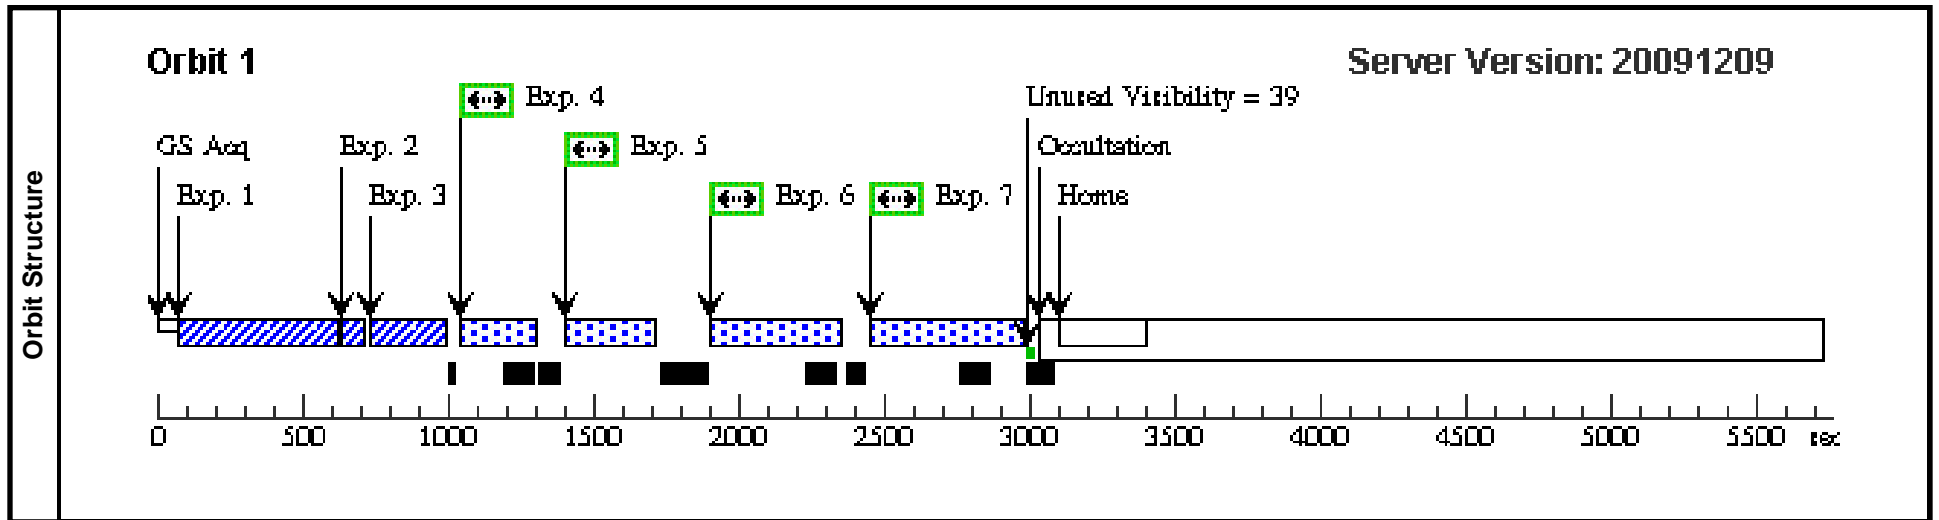 Orbit Structure
Orbit 1
Server Version: 20091209
Exp. 4
Unused Visibility = 39
GS Acq
Exp. 2
Exp. 5
Occultation
Exp. 1
Exp. 3
Exp. 6
Exp. 7
Home
0 500 1000 1500 2000 2500 3000 3500 4000 4500 5000 5500 sec